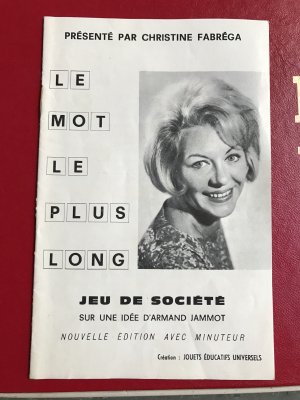 PRÉSENTÉ PAR CHRISTINE FABRÉGA
LE
MOT
LE
PLUS
LONG
JEU DE SOCIÉTÉ
SUR UNE IDÉE D'ARMAND JAMMOT
NOUVELLE EDITION AVEC MINUTEUR
Création : JOUETS ÉDUCATIFS UNIVERSELS